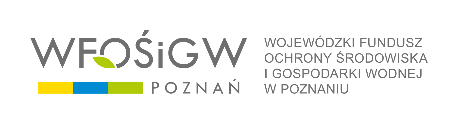 WFOŚiGW
POZNAŃ
WOJEWÓDZKI FUNDUSZ
OCHRONY ŚRODOWISKA
I GOSPODARKI WODNEJ
W POZNANIU